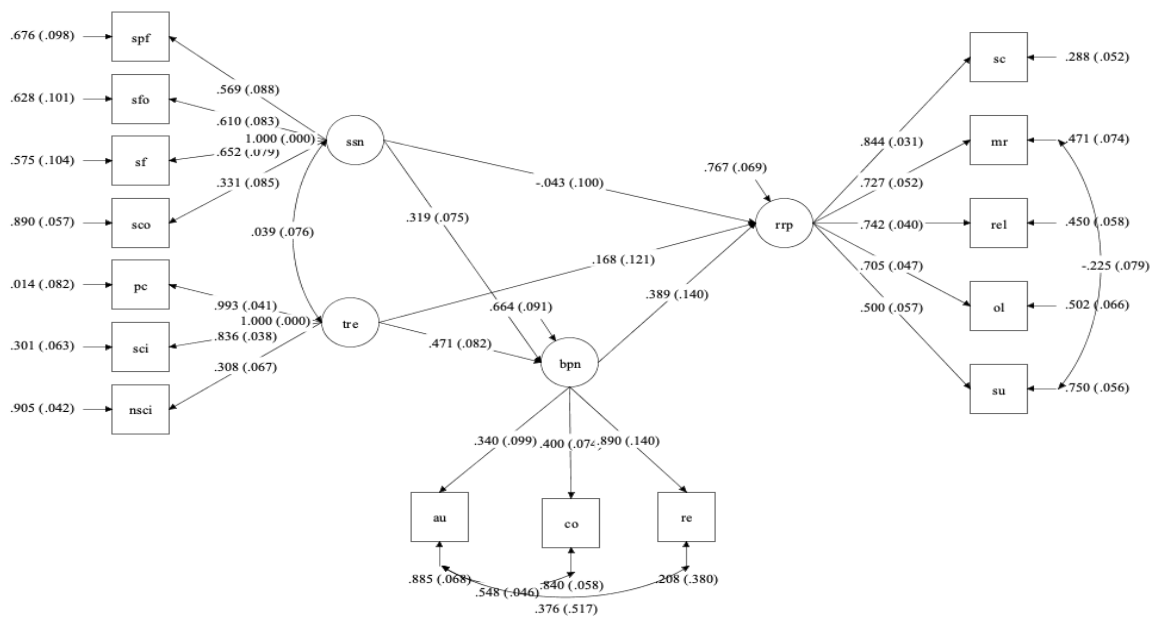 .676 (.098)
spf
.569 (.088)
.628 (.101)
sfo
.610 (.083)
1.000 (.000)
ssn
.575 (.104)
sf
.652 (.079)
.331 (.085)
.890 (.057)
sco
.039 (.076)
.014 (.082)
pc
.993 (.041)
1.000 (.000)
tre
.301 (.063)
sci
.836 (.038)
.308 (.067)
.905 (.042)
nsci
-.043 (.100)
.319 (.075)
.168 (.121)
.664 (.091)
.471 (.082)
bpn
.389 (.140)
.767 (.069)
rrp
.844 (.031)
.727 (.052)
.742 (.040)
.705 (.047)
.500 (.057)
sc
.288 (.052)
mr
.471 (.074)
rel
.450 (.058)
-.225 (.079)
ol
.502 (.066)
su
.750 (.056)
.340 (.099)
.400 (.074
.890 (.140)
au
co
re
.885 (.068)
.548 (.046)
.840 (.058)
.208 (.380)
.376 (.517)